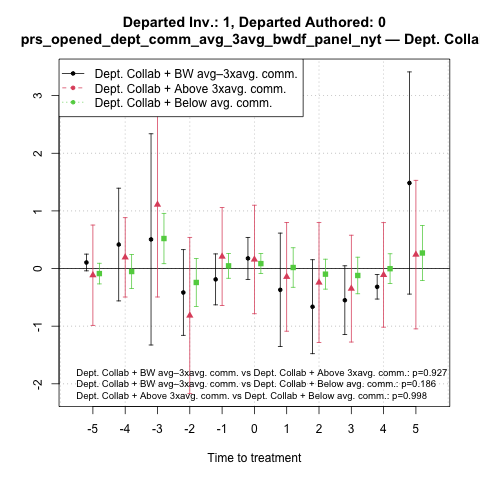 Departed Inv.: 1, Departed Authored: 0
prs_opened_dept_comm_avg_3avg_bwdf_panel_nyt — Dept. Colla
Dept. Collab + BW avg–3xavg. comm.
Dept. Collab + Above 3xavg. comm.
Dept. Collab + Below avg. comm.
3
2
1
0
-1
-2
Dept. Collab + BW avg–3xavg. comm. vs Dept. Collab + Above 3xavg. comm.: p=0.927
Dept. Collab + BW avg–3xavg. comm. vs Dept. Collab + Below avg. comm.: p=0.186
Dept. Collab + Above 3xavg. comm. vs Dept. Collab + Below avg. comm.: p=0.998
-5 -4 -3 -2 -1 0 1 2 3 4 5
Time to treatment